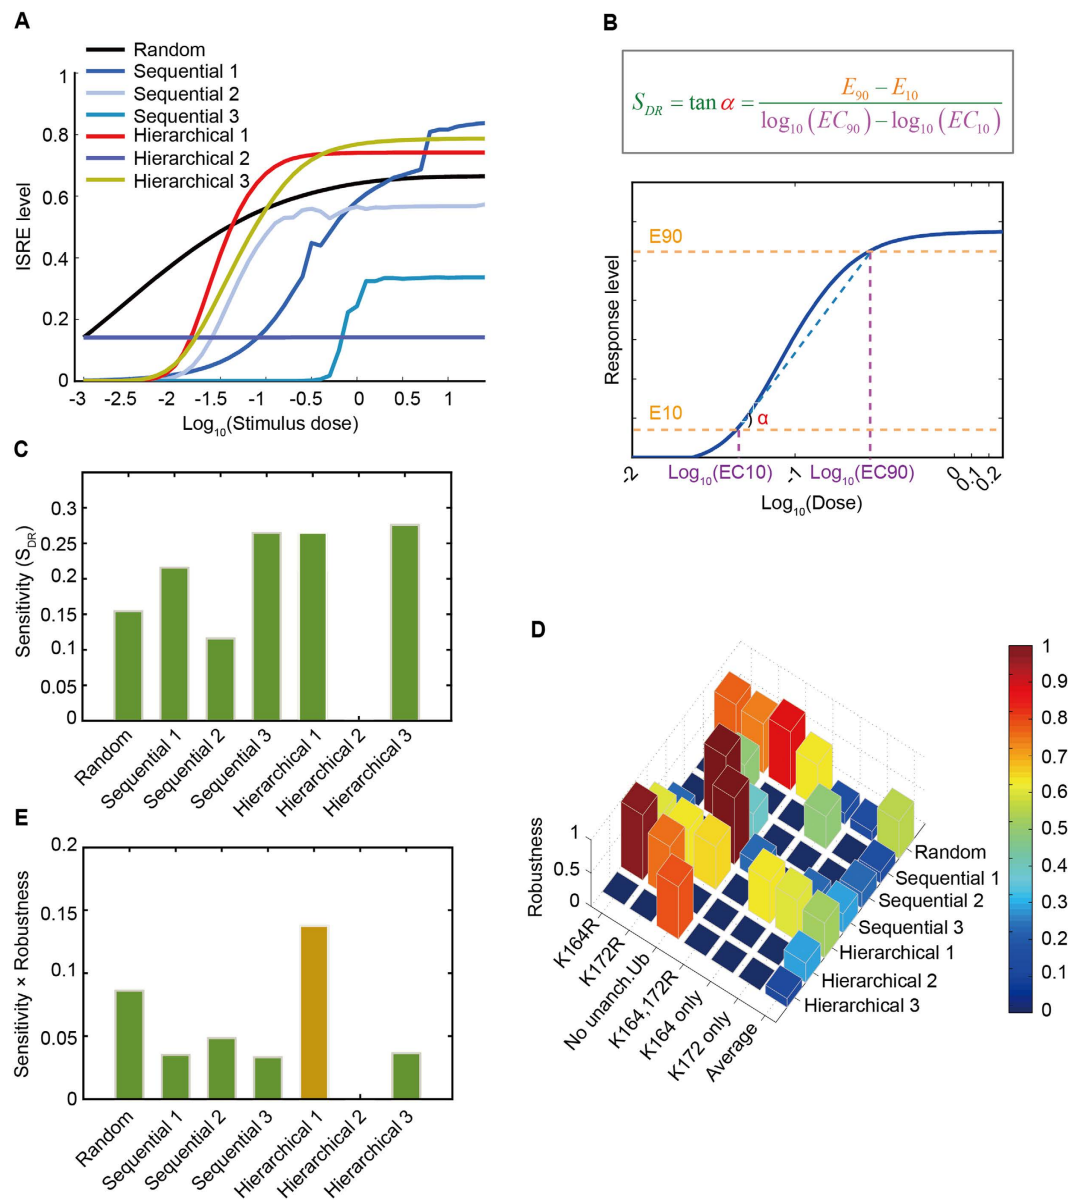 A
Random
Sequential 1
Sequential 2
Sequential 3
Hierarchical 1
Hierarchical 2
Hierarchical 3
1
0.8
0.6
0.4
0.2
0
ISRE level
-3 -2.5 -2 -1.5 -1 -0.5 0 0.5 1
Log10(Stimulus dose)
B
S_DR = tan α = (E90 − E10) / (log10(EC90) − log10(EC10))
Response level
E90
E10
α
-2 Log10(EC10) -1 Log10(EC90) 0 0.1 0.2
Log10(Dose)
C
Sensitivity (SDR)
0.3
0.25
0.2
0.15
0.1
0.05
0
Random
Sequential 1
Sequential 2
Sequential 3
Hierarchical 1
Hierarchical 2
Hierarchical 3
D
Robustness
1
0.5
0
K164R
K172R
No unanch.Ub
K164,172R
K164 only
K172 only
Average
Random
Sequential 1
Sequential 2
Sequential 3
Hierarchical 1
Hierarchical 2
Hierarchical 3
1
0.9
0.8
0.7
0.6
0.5
0.4
0.3
0.2
0.1
0
E
Sensitivity × Robustness
0.2
0.15
0.1
0.05
0
Random
Sequential 1
Sequential 2
Sequential 3
Hierarchical 1
Hierarchical 2
Hierarchical 3